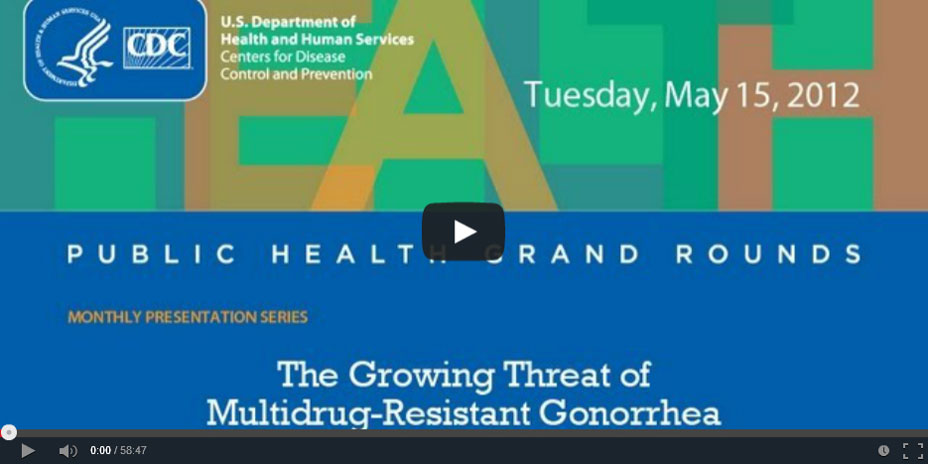 CDC
U.S. Department of
Health and Human Services
Centers for Disease
Control and Prevention
Tuesday, May 15, 2012
HEALTH
PUBLIC HEALTH GRAND ROUNDS
MONTHLY PRESENTATION SERIES
The Growing Threat of
Multidrug-Resistant Gonorrhea
0:00 / 58:47